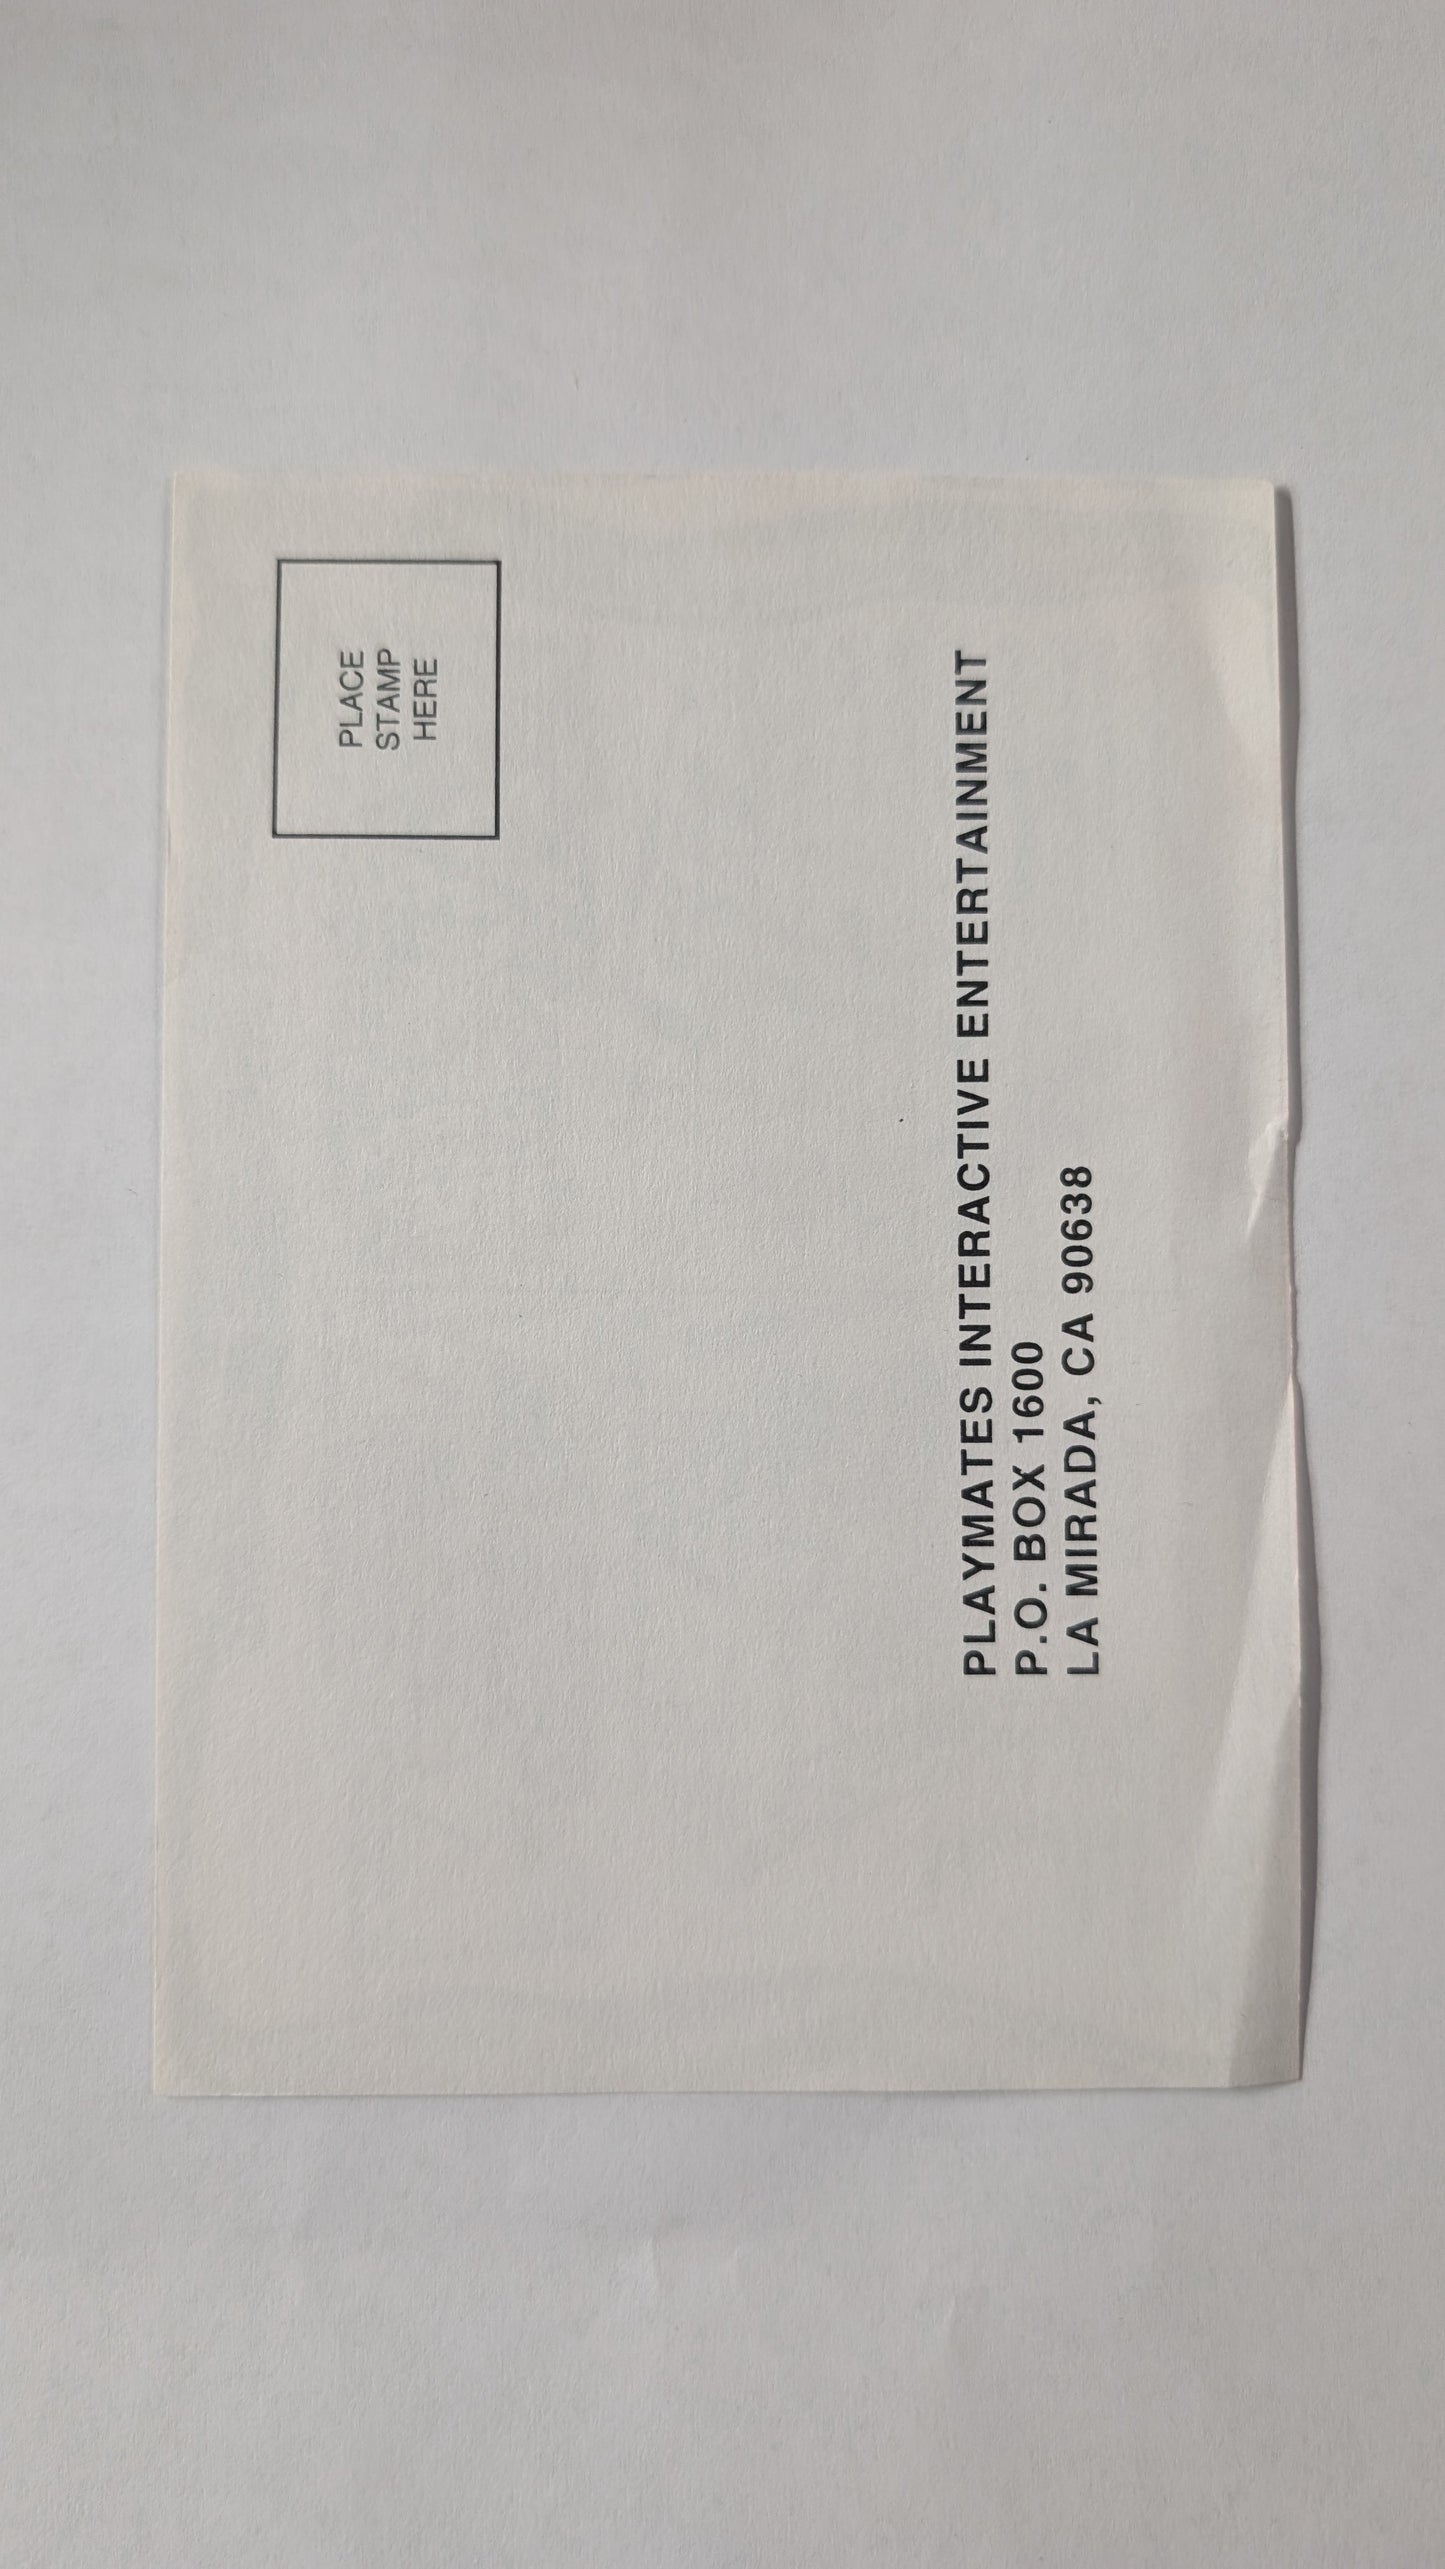 PLACE
STAMP
HERE
PLAYMATES INTERACTIVE ENTERTAINMENT
P.O. BOX 1600
LA MIRADA, CA 90638